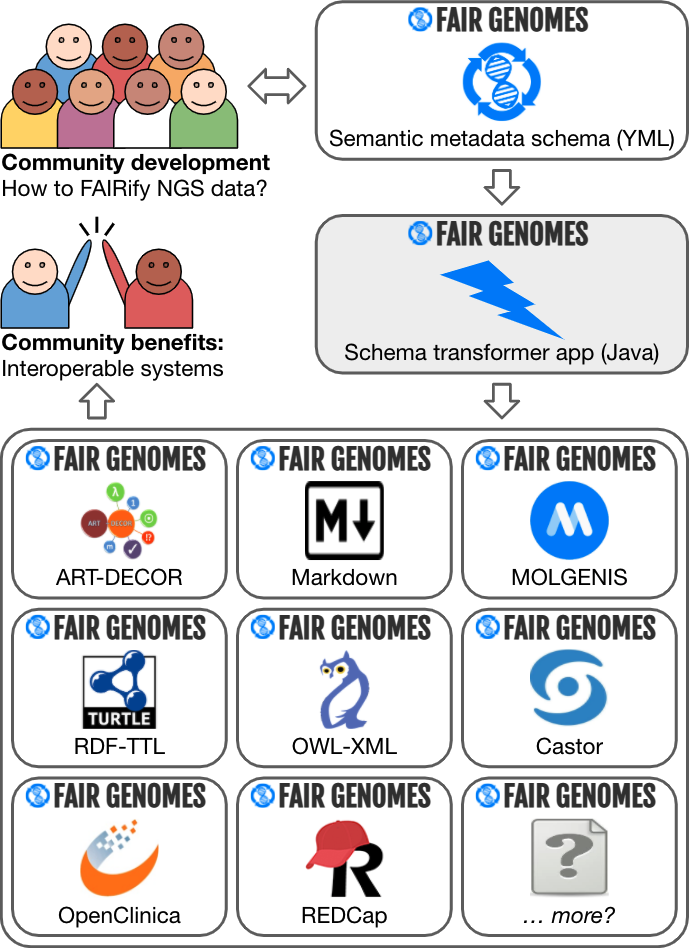 FAIR GENOMES
Semantic metadata schema (YML)
Community development
How to FAIRify NGS data?
FAIR GENOMES
Schema transformer app (Java)
Community benefits:
Interoperable systems
FAIR GENOMES
λ
1
ART
DECOR
!?
m
✓
ART-DECOR
FAIR GENOMES
M
Markdown
FAIR GENOMES
M
MOLGENIS
FAIR GENOMES
TURTLE
RDF-TTL
FAIR GENOMES
OWL-XML
FAIR GENOMES
Castor
FAIR GENOMES
OpenClinica
FAIR GENOMES
R
REDCap
FAIR GENOMES
?
... more?